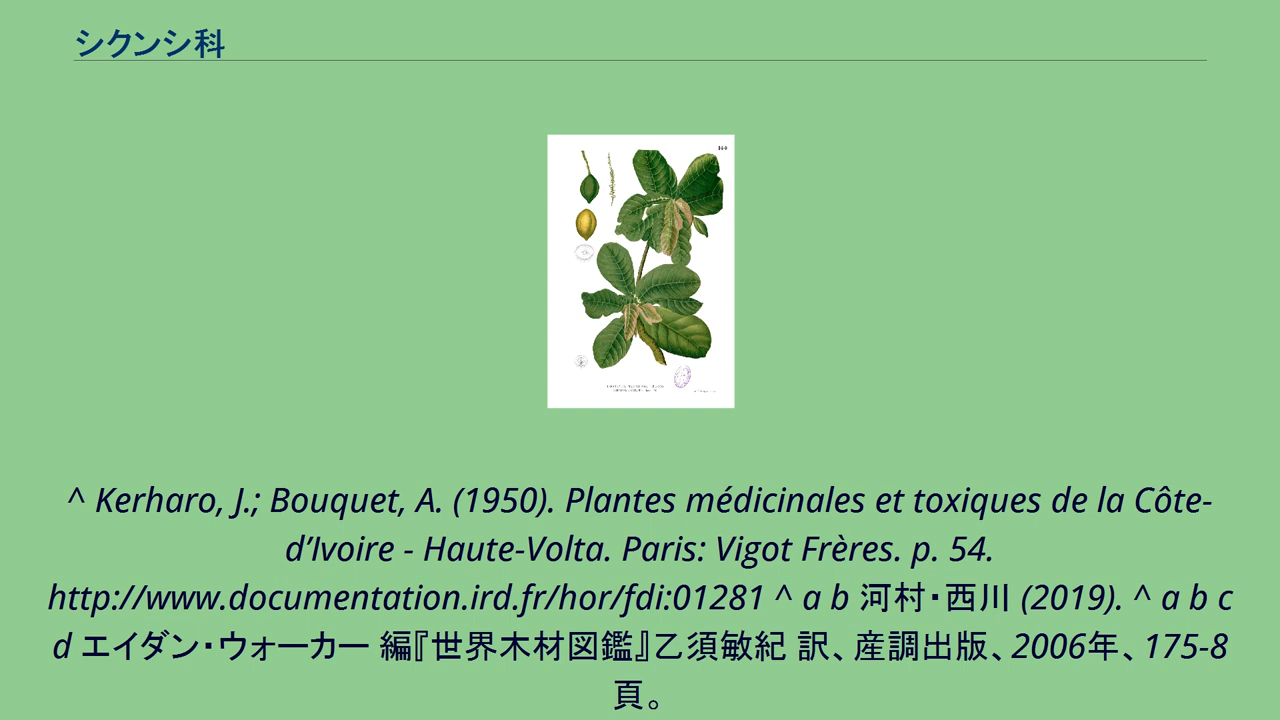 シクンシ科
^ Kerharo, J.; Bouquet, A. (1950). Plantes médicinales et toxiques de la Côte-
d’Ivoire - Haute-Volta. Paris: Vigot Frères. p. 54.
http://www.documentation.ird.fr/hor/fdi:01281 ^ a b 河村・西川 (2019). ^ a b c
d エイダン・ウォーカー 編『世界木材図鑑』乙須敏紀 訳、産調出版、2006年、175-8
頁。